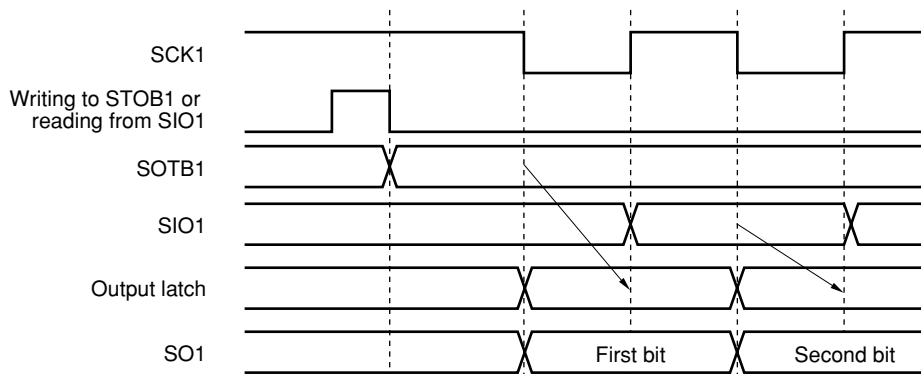 SCK1
Writing to STOB1 or
reading from SIO1
SOTB1
SIO1
Output latch
SO1
First bit
Second bit